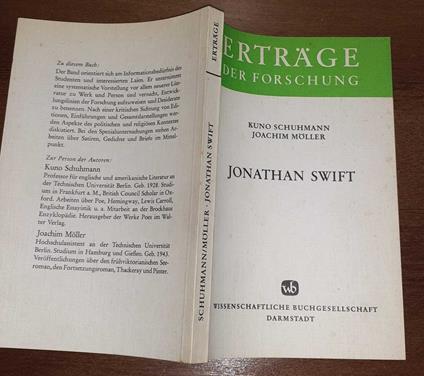 Zu diesem Buch:
Der Band orientiert sich am Informationsbedürfnis des
Studenten und interessierten Laien. Er unternimmt
eine systematische Vorstellung vor allem neuerer Lite-
ratur zu Werk und Person und versucht, Entwick-
lungslinien der Forschung aufzuweisen und Desiderate
zu benennen. Nach einer kritischen Sichtung von Edi-
tionen, Einführungen und Gesamtdarstellungen wer-
den Aspekte des politischen und religiösen Kontextes
diskutiert. Bei den Spezialuntersuchungen stehen Ar-
beiten über Satiren, Gedichte und Briefe im Mittel-
punkt.
Zur Person der Autoren:
Kuno Schuhmann
Professor für englische und amerikanische Literatur an
der Technischen Universität Berlin. Geb. 1928. Studi-
um in Frankfurt a. M., British Council Scholar in Ox-
ford. Arbeiten über Poe, Hemingway, Lewis Carroll,
Englische Essayistik u. a. Mitarbeit an der Brockhaus
Enzyklopädie. Herausgeber der Werke Poes im Wal-
ter Verlag.
Joachim Möller
Hochschulassistent an der Technischen Universität
Berlin. Studium in Hamburg und Gießen. Geb. 1943.
Veröffentlichungen über den frühviktorianischen See-
roman, den Fortsetzungsroman, Thackeray und Pinter.
ERTRÄGE
SCHUHMANN/MÖLLER · JONATHAN SWIFT
ERTRÄGE
DER FORSCHUNG
KUNO SCHUHMANN
JOACHIM MÖLLER
JONATHAN SWIFT
wb
WISSENSCHAFTLICHE BUCHGESELLSCHAFT
DARMSTADT